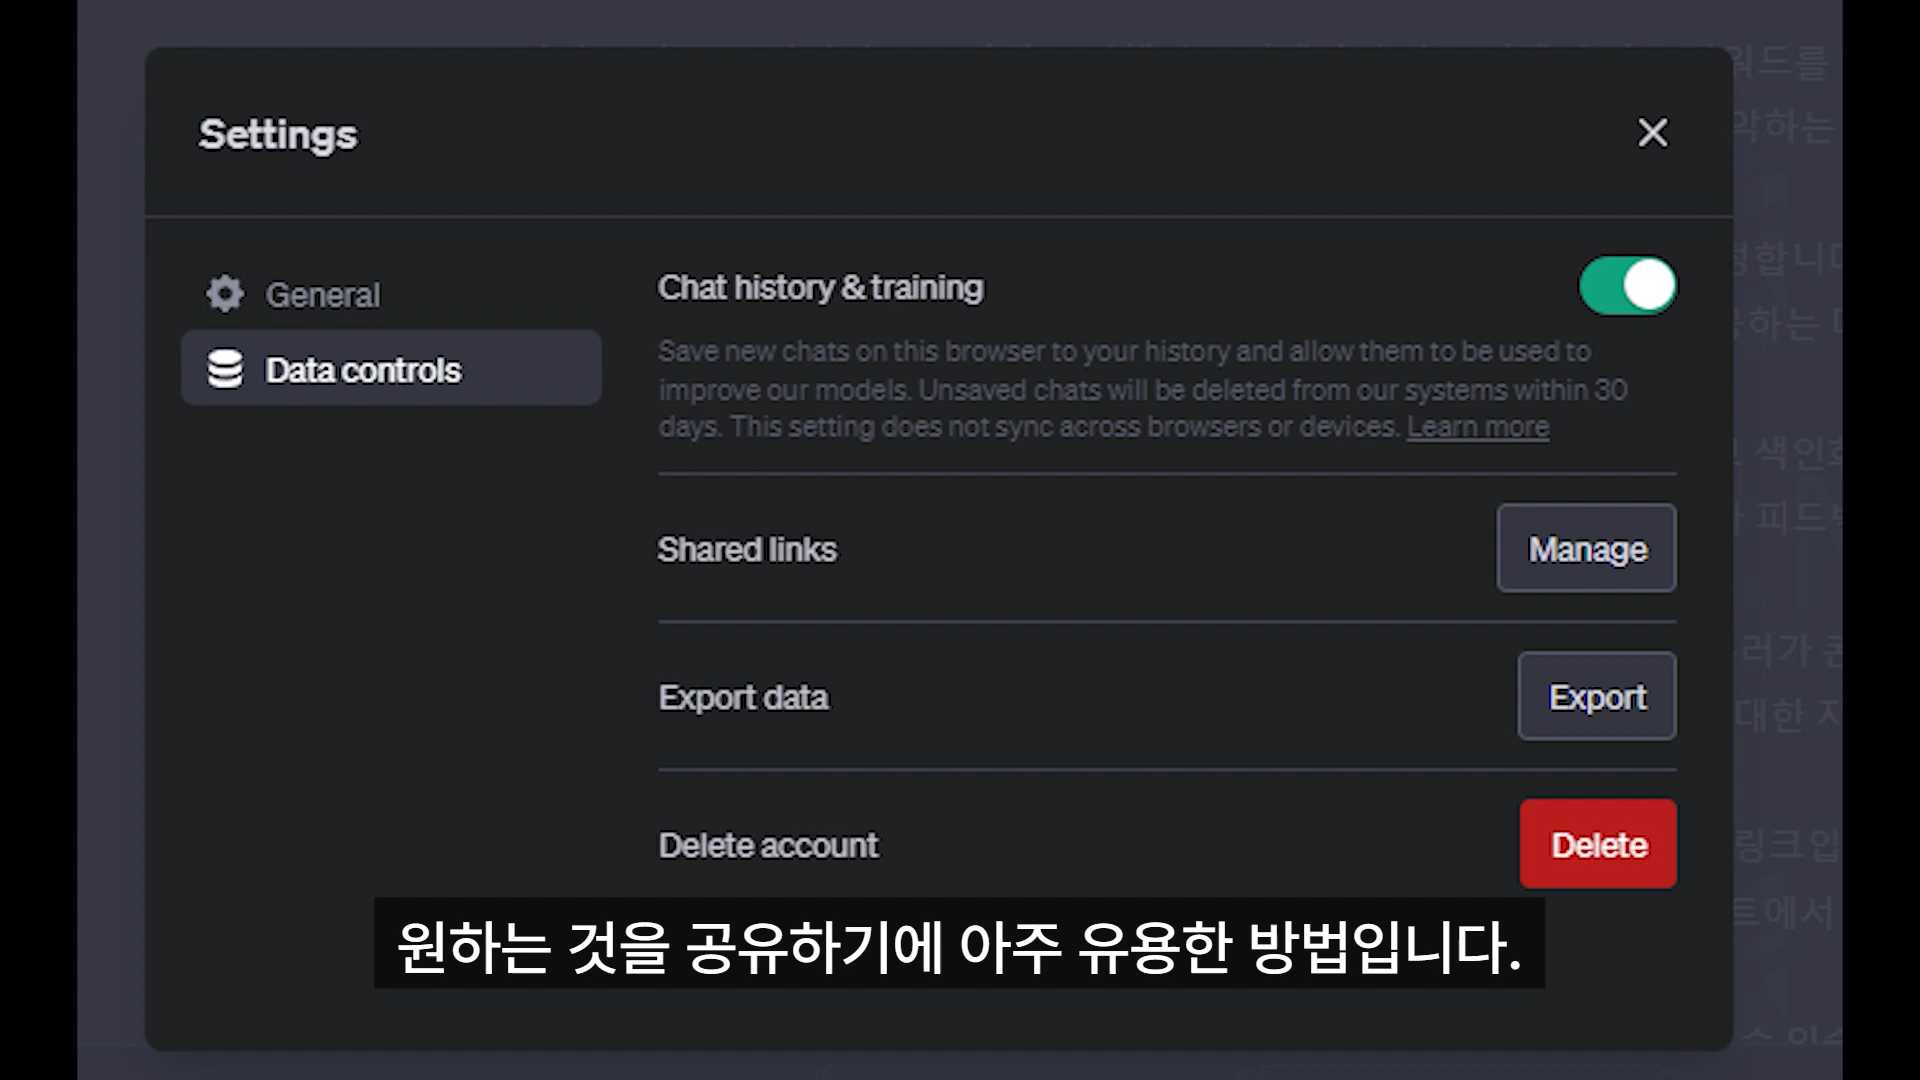 Settings
General
Data controls
Chat history & training
Save new chats on this browser to your history and allow them to be used to
improve our models. Unsaved chats will be deleted from our systems within 30
days. This setting does not sync across browsers or devices. Learn more
Shared links
Manage
Export data
Export
Delete account
Delete
원하는 것을 공유하기에 아주 유용한 방법입니다.